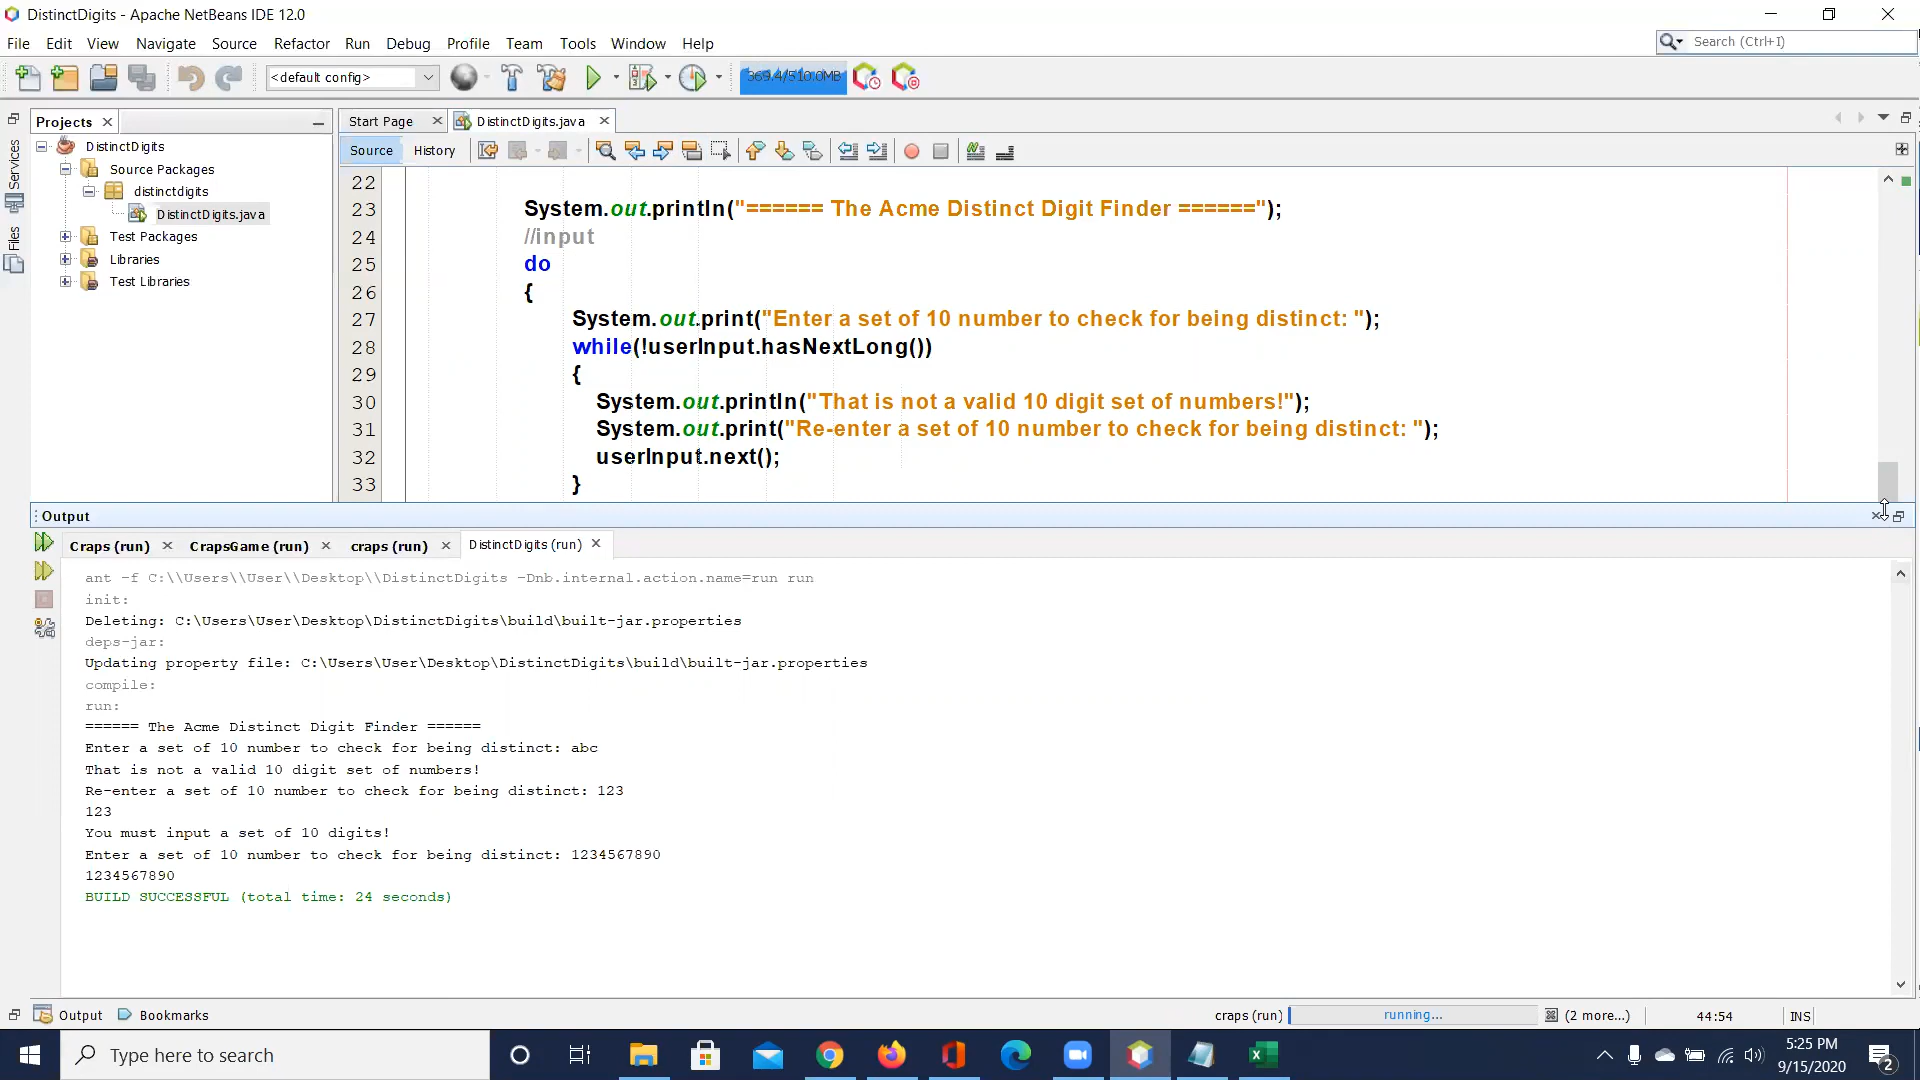 DistinctDigits - Apache NetBeans IDE 12.0
File Edit View Navigate Source Refactor Run Debug Profile Team Tools Window Help
Search (Ctrl+I)
<default config>
369.4/510.0MB
Projects
Start Page
DistinctDigits.java
Services
Files
DistinctDigits
Source Packages
distinctdigits
DistinctDigits.java
Test Packages
Libraries
Test Libraries
Source History
22
23 System.out.println("====== The Acme Distinct Digit Finder ======");
24 //input
25 do
26 {
27 System.out.print("Enter a set of 10 number to check for being distinct: ");
28 while(!userInput.hasNextLong())
29 {
30 System.out.println("That is not a valid 10 digit set of numbers!");
31 System.out.print("Re-enter a set of 10 number to check for being distinct: ");
32 userInput.next();
33 }
Output
Craps (run) CrapsGame (run) craps (run) DistinctDigits (run)
ant -f C:\\Users\\User\\Desktop\\DistinctDigits -Dnb.internal.action.name=run run
init:
Deleting: C:\Users\User\Desktop\DistinctDigits\build\built-jar.properties
deps-jar:
Updating property file: C:\Users\User\Desktop\DistinctDigits\build\built-jar.properties
compile:
run:
====== The Acme Distinct Digit Finder ======
Enter a set of 10 number to check for being distinct: abc
That is not a valid 10 digit set of numbers!
Re-enter a set of 10 number to check for being distinct: 123
123
You must input a set of 10 digits!
Enter a set of 10 number to check for being distinct: 1234567890
1234567890
BUILD SUCCESSFUL (total time: 24 seconds)
Output Bookmarks
craps (run) running... (2 more...) 44:54 INS
Type here to search
5:25 PM
9/15/2020
2